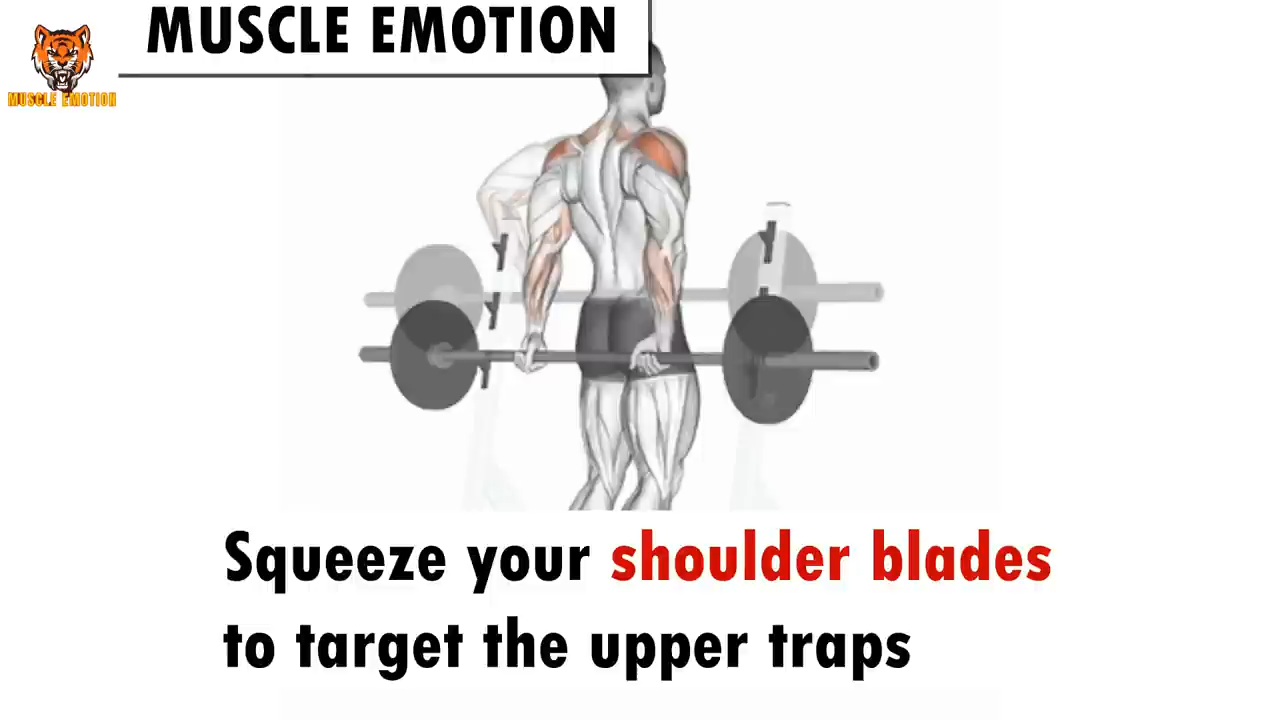 MUSCLE EMOTION
MUSCLE EMOTION
Squeeze your shoulder blades
to target the upper traps